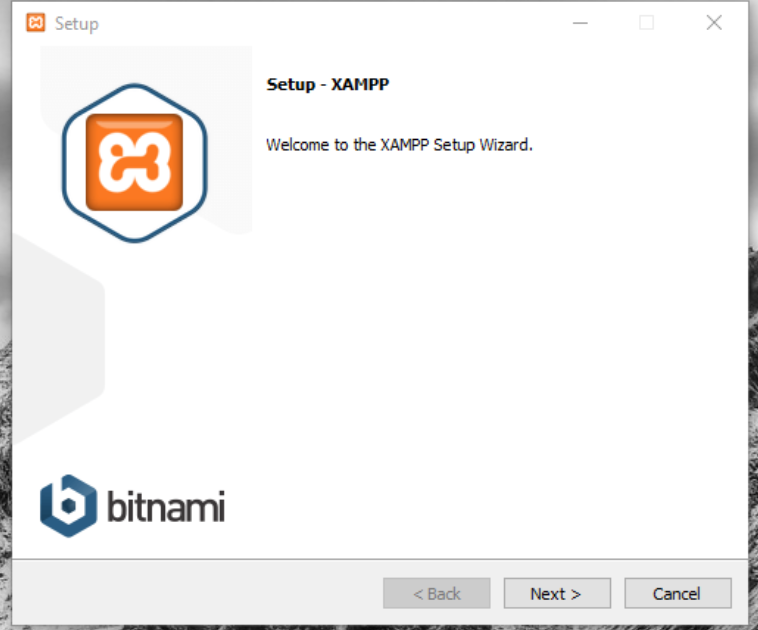 Setup
Setup - XAMPP
Welcome to the XAMPP Setup Wizard.
bitnami
< Back
Next >
Cancel